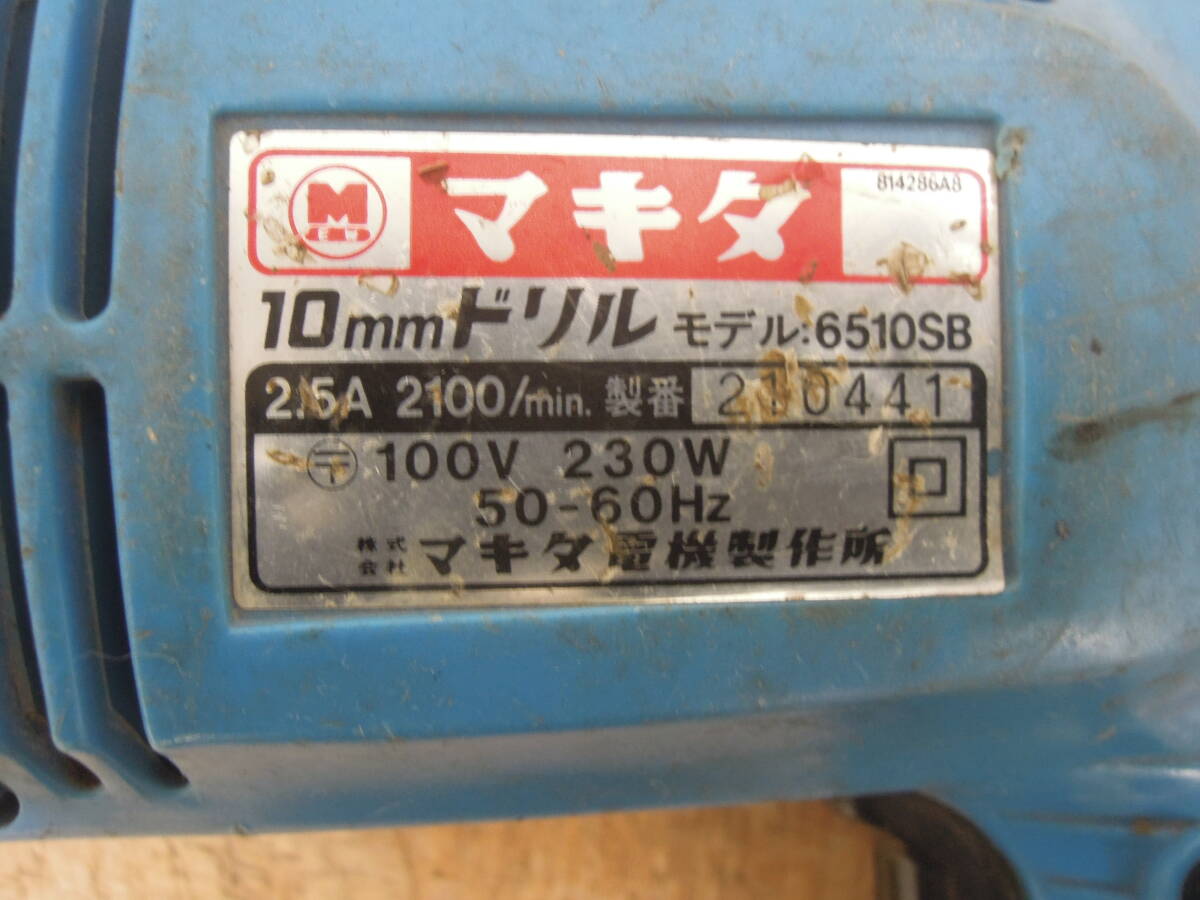 M
マキタ
814286A8
10mmドリル モデル:6510SB
2.5A 2100/min. 製番 210441
〶 100V 230W
50-60Hz
株式会社 マキタ電機製作所